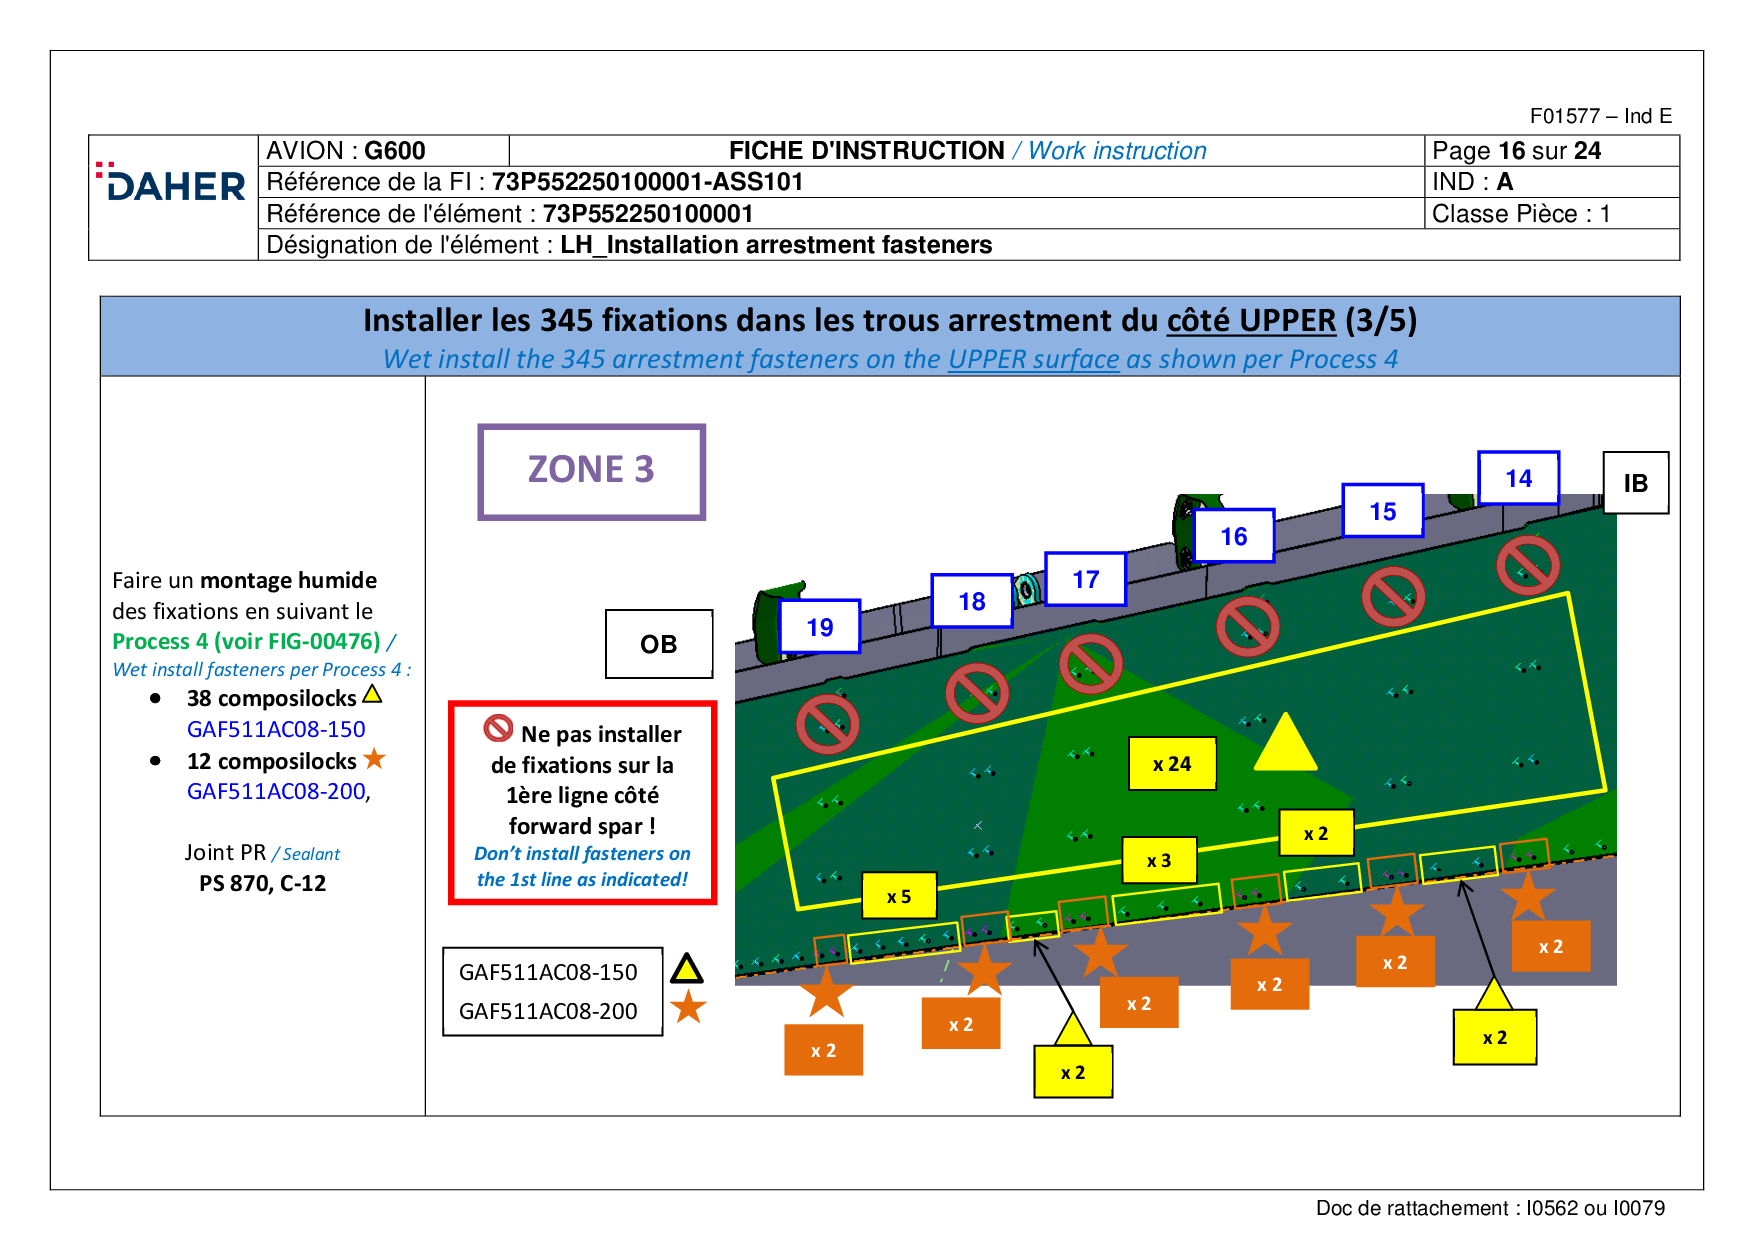 F01577 – Ind E
DAHER
AVION : G600
FICHE D'INSTRUCTION / Work instruction
Page 16 sur 24
Référence de la FI : 73P552250100001-ASS101
IND : A
Référence de l'élément : 73P552250100001
Classe Pièce : 1
Désignation de l'élément : LH_Installation arrestment fasteners
Installer les 345 fixations dans les trous arrestment du côté UPPER (3/5)
Wet install the 345 arrestment fasteners on the UPPER surface as shown per Process 4
Faire un montage humide
des fixations en suivant le
Process 4 (voir FIG-00476) /
Wet install fasteners per Process 4 :
• 38 composilocks
GAF511AC08-150
• 12 composilocks
GAF511AC08-200,
Joint PR / Sealant
PS 870, C-12
ZONE 3
14
IB
15
16
17
18
19
OB
Ne pas installer
de fixations sur la
1ère ligne côté
forward spar !
Don't install fasteners on
the 1st line as indicated!
x 24
x 2
x 3
x 5
GAF511AC08-150
GAF511AC08-200
x 2
x 2
x 2
x 2
x 2
x 2
x 2
x 2
Doc de rattachement : I0562 ou I0079